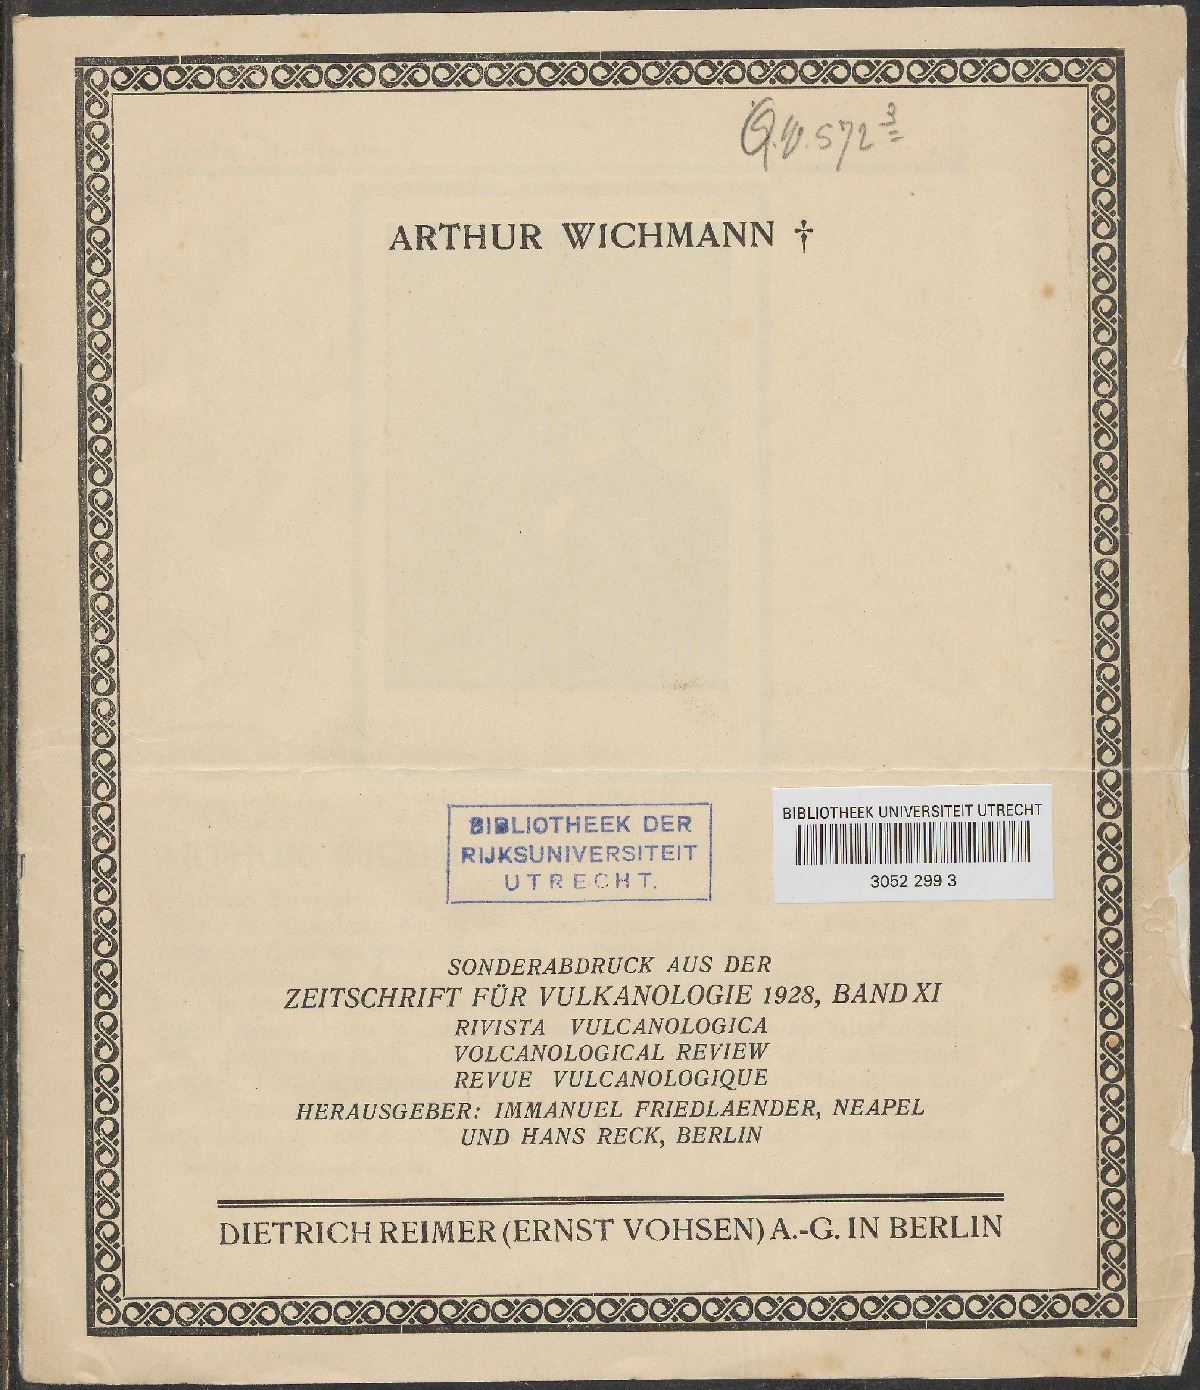 Q.W. 572 3
ARTHUR WICHMANN †
BIBLIOTHEEK DER
RIJKSUNIVERSITEIT
UTRECHT.
BIBLIOTHEEK UNIVERSITEIT UTRECHT
3052 299 3
SONDERABDRUCK AUS DER
ZEITSCHRIFT FÜR VULKANOLOGIE 1928, BAND XI
RIVISTA VULCANOLOGICA
VOLCANOLOGICAL REVIEW
REVUE VULCANOLOGIQUE
HERAUSGEBER: IMMANUEL FRIEDLAENDER, NEAPEL
UND HANS RECK, BERLIN
DIETRICH REIMER (ERNST VOHSEN) A.-G. IN BERLIN